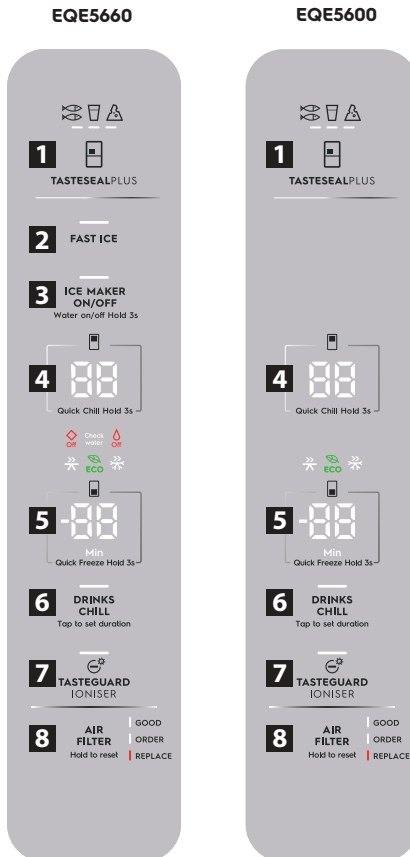 EQE5660
1
TASTESEALPLUS
2 FAST ICE
3 ICE MAKER
ON/OFF
Water on/off Hold 3s
4 88
Quick Chill Hold 3s
Off Check
water Off
ECO
5 -88
Min
Quick Freeze Hold 3s
6 DRINKS
CHILL
Tap to set duration
7 TASTEGUARD
IONISER
8 AIR
FILTER
Hold to reset
GOOD
ORDER
REPLACE
EQE5600
1
TASTESEALPLUS
4 88
Quick Chill Hold 3s
ECO
5 -88
Min
Quick Freeze Hold 3s
6 DRINKS
CHILL
Tap to set duration
7 TASTEGUARD
IONISER
8 AIR
FILTER
Hold to reset
GOOD
ORDER
REPLACE